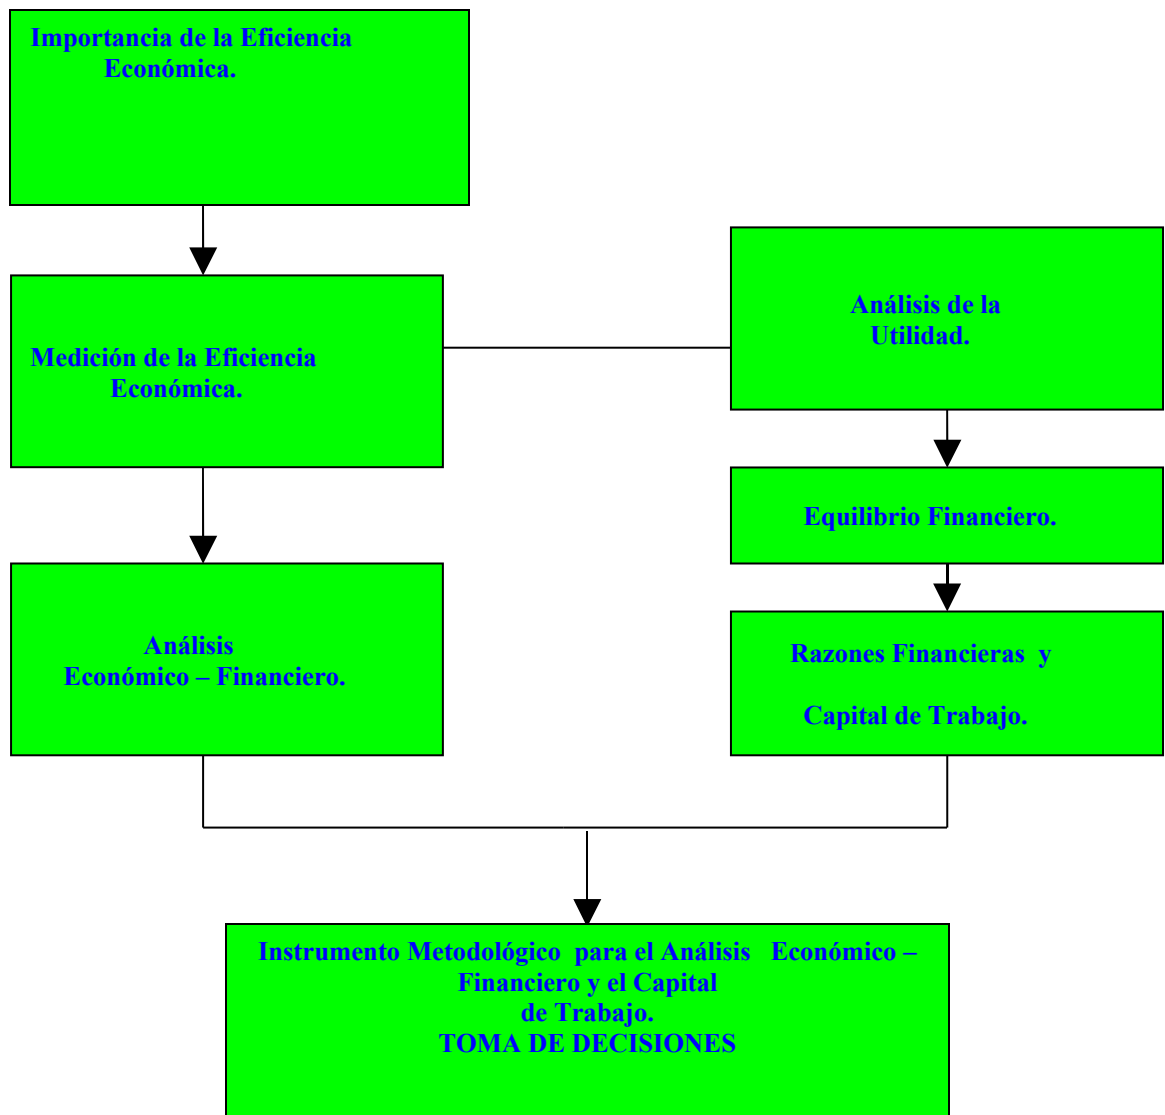 Importancia de la Eficiencia
Económica.
Análisis de la
Utilidad.
Medición de la Eficiencia
Económica.
Equilibrio Financiero.
Análisis
Económico – Financiero.
Razones Financieras y
Capital de Trabajo.
Instrumento Metodológico para el Análisis Económico –
Financiero y el Capital
de Trabajo.
TOMA DE DECISIONES